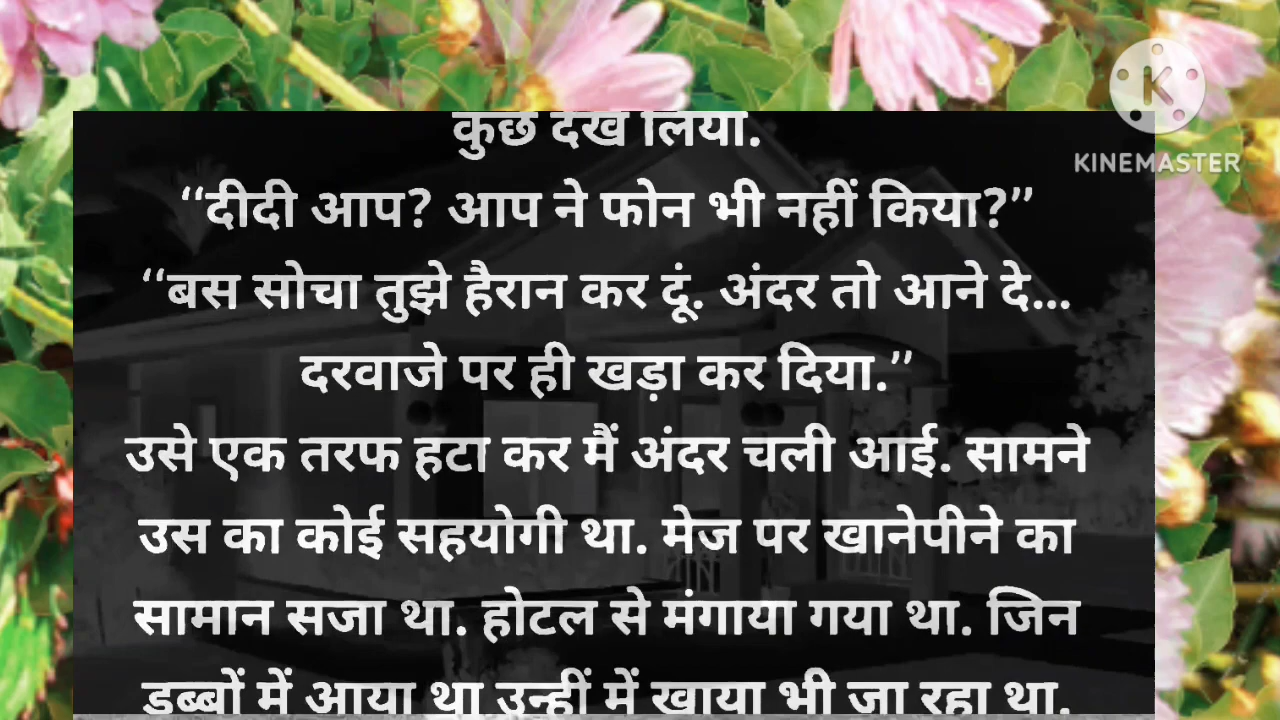 कुछ देख लिया.
‘‘दीदी आप? आप ने फोन भी नहीं किया?’’
‘‘बस सोचा तुझे हैरान कर दूं. अंदर तो आने दे...
दरवाजे पर ही खड़ा कर दिया.’’
उसे एक तरफ हटा कर मैं अंदर चली आई. सामने
उस का कोई सहयोगी था. मेज पर खानेपीने का
सामान सजा था. होटल से मंगाया गया था. जिन
डब्बों में आया था उन्हीं में खाया भी जा रहा था.
K
KINEMASTER